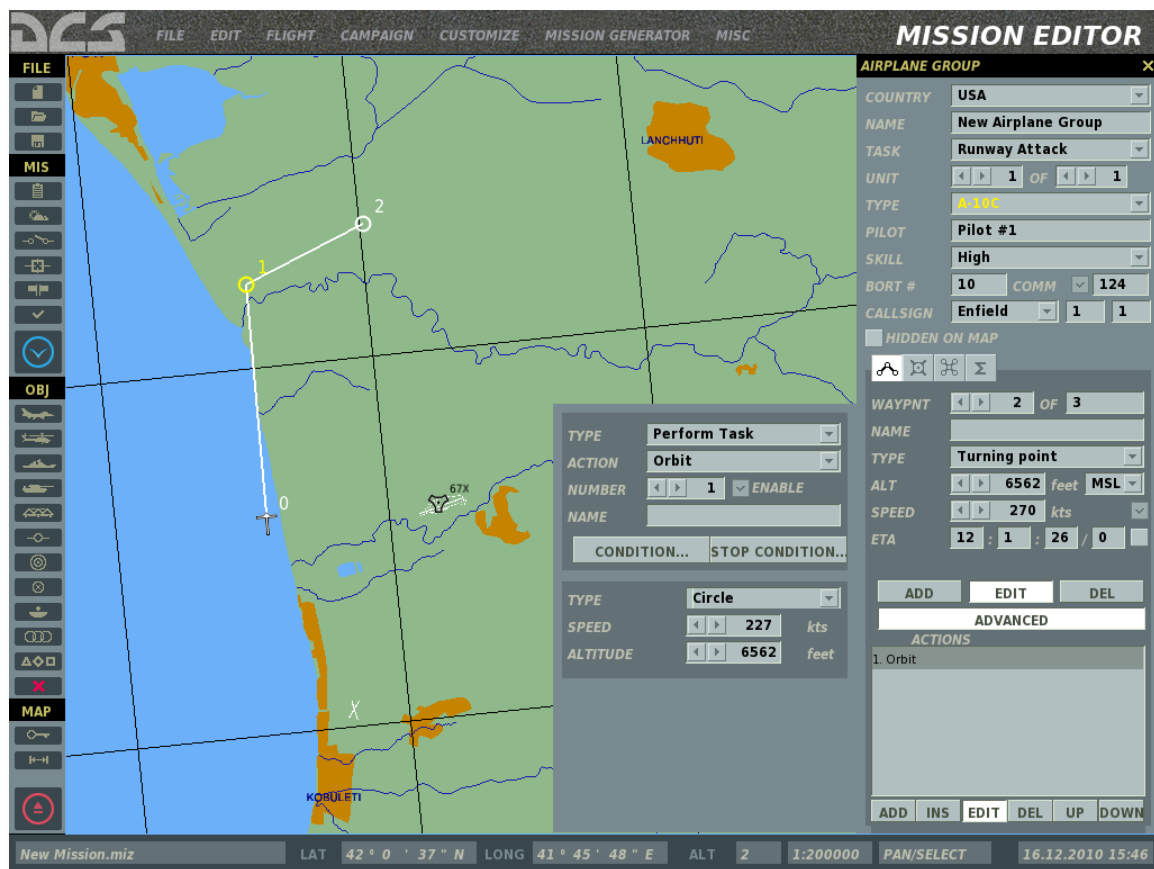 DCS
FILE EDIT FLIGHT CAMPAIGN CUSTOMIZE MISSION GENERATOR MISC
MISSION EDITOR
FILE
MIS
OBJ
MAP
LANCHHUTI
2
1
0
67X
X
KOBULETI
TYPE Perform Task
ACTION Orbit
NUMBER 1 ENABLE
NAME
CONDITION... STOP CONDITION...
TYPE Circle
SPEED 227 kts
ALTITUDE 6562 feet
AIRPLANE GROUP X
COUNTRY USA
NAME New Airplane Group
TASK Runway Attack
UNIT 1 OF 1
TYPE A-10C
PILOT Pilot #1
SKILL High
BORT # 10 COMM 124
CALLSIGN Enfield 1 1
HIDDEN ON MAP
Σ
WAYPNT 2 OF 3
NAME
TYPE Turning point
ALT 6562 feet MSL
SPEED 270 kts
ETA 12 : 1 : 26 / 0
ADD EDIT DEL
ADVANCED
ACTIONS
1. Orbit
ADD INS EDIT DEL UP DOWN
New Mission.miz LAT 42 ° 0 ' 37 " N LONG 41 ° 45 ' 48 " E ALT 2 1:200000 PAN/SELECT 16.12.2010 15:46